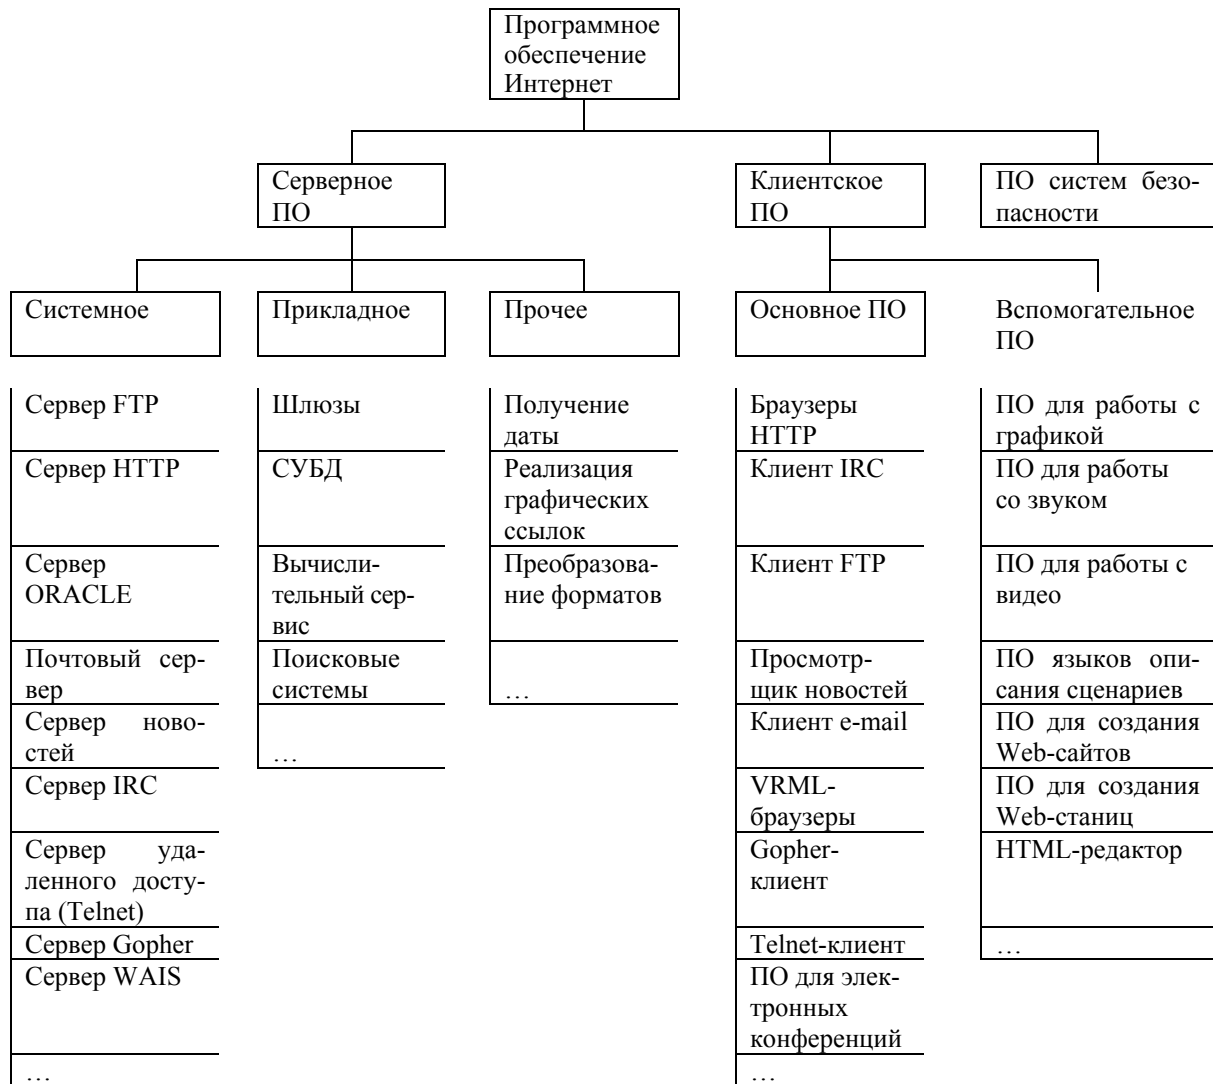 Программное
обеспечение
Интернет
Серверное
ПО
Клиентское
ПО
ПО систем безо-
пасности
Системное
Прикладное
Прочее
Основное ПО
Вспомогательное
ПО
Сервер FTP
Сервер HTTP
Сервер
ORACLE
Почтовый сер-
вер
Сервер ново-
стей
Сервер IRC
Сервер уда-
ленного досту-
па (Telnet)
Сервер Gopher
Сервер WAIS
…
Шлюзы
СУБД
Вычисли-
тельный сер-
вис
Поисковые
системы
…
Получение
даты
Реализация
графических
ссылок
Преобразова-
ние форматов
…
Браузеры
HTTP
Клиент IRC
Клиент FTP
Просмотр-
щик новостей
Клиент e-mail
VRML-
браузеры
Gopher-
клиент
Telnet-клиент
ПО для элек-
тронных
конференций
…
ПО для работы с
графикой
ПО для работы
со звуком
ПО для работы с
видео
ПО языков опи-
сания сценариев
ПО для создания
Web-сайтов
ПО для создания
Web-станиц
HTML-редактор
…